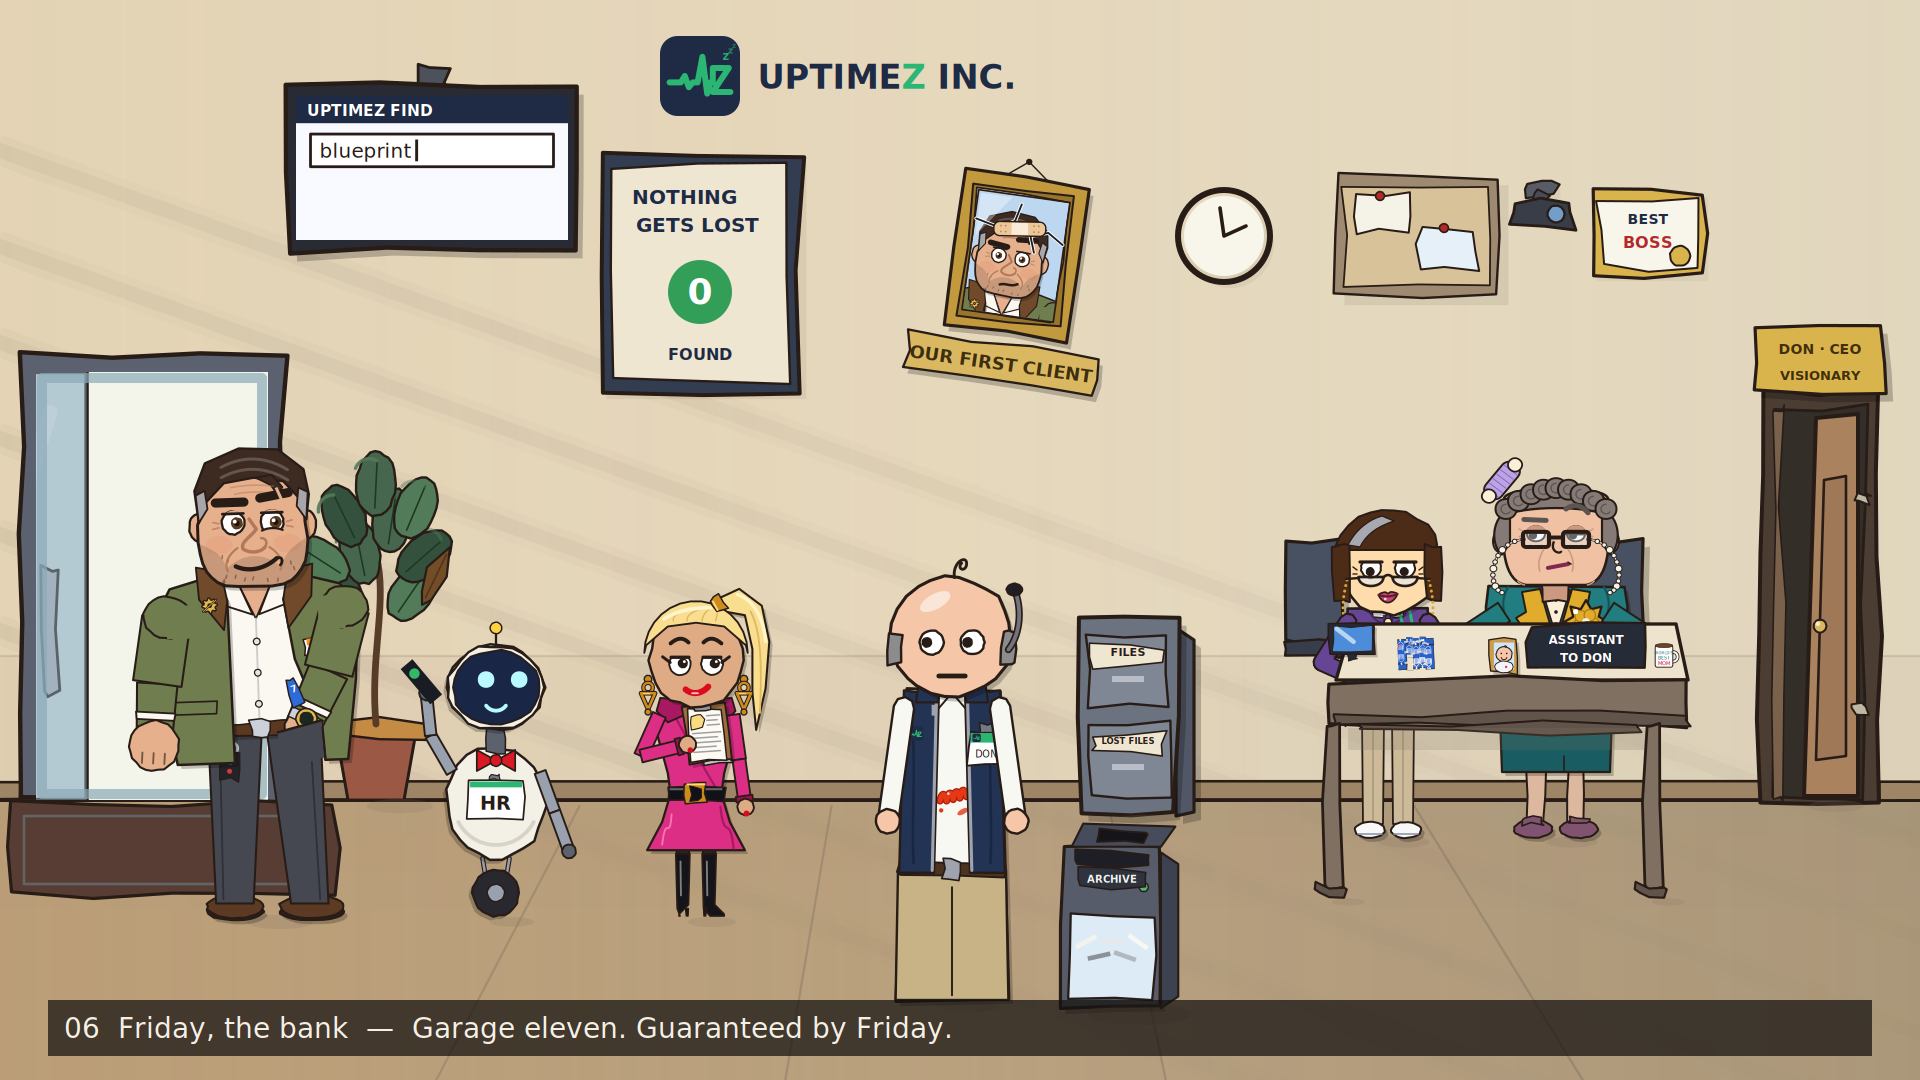 UPTIMEZ INC.
UPTIMEZ FIND
blueprint
NOTHING
GETS LOST
0
FOUND
OUR FIRST CLIENT
BEST
BOSS
DON · CEO
VISIONARY
HR
DON
FILES
LOST FILES
ARCHIVE
ASSISTANT
TO DON
06 Friday, the bank — Garage eleven. Guaranteed by Friday.